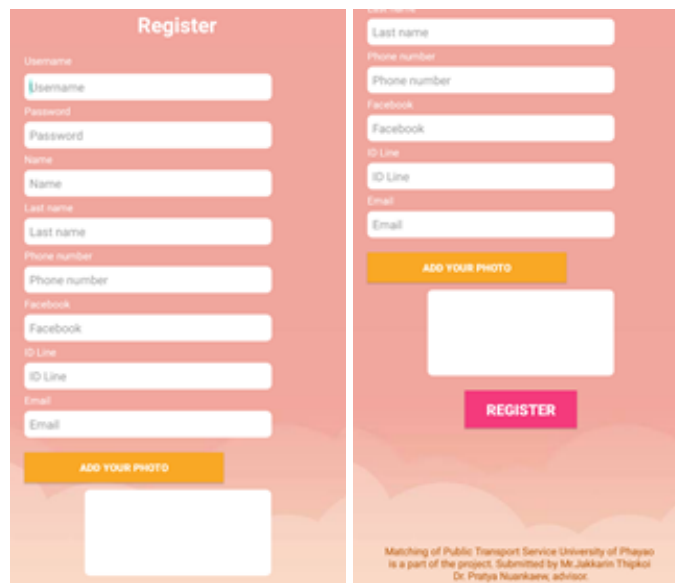 Register
Username
Username
Password
Password
Name
Name
Last name
Last name
Phone number
Phone number
Facebook
Facebook
ID Line
ID Line
Email
Email
ADD YOUR PHOTO
Last name
Last name
Phone number
Phone number
Facebook
Facebook
ID Line
ID Line
Email
Email
ADD YOUR PHOTO
REGISTER
Matching of Public Transport Service University of Phayao
is a part of the project. Submitted by Mr.Jakkarin Thipkoi
Dr. Pratya Nuankaew, advisor.